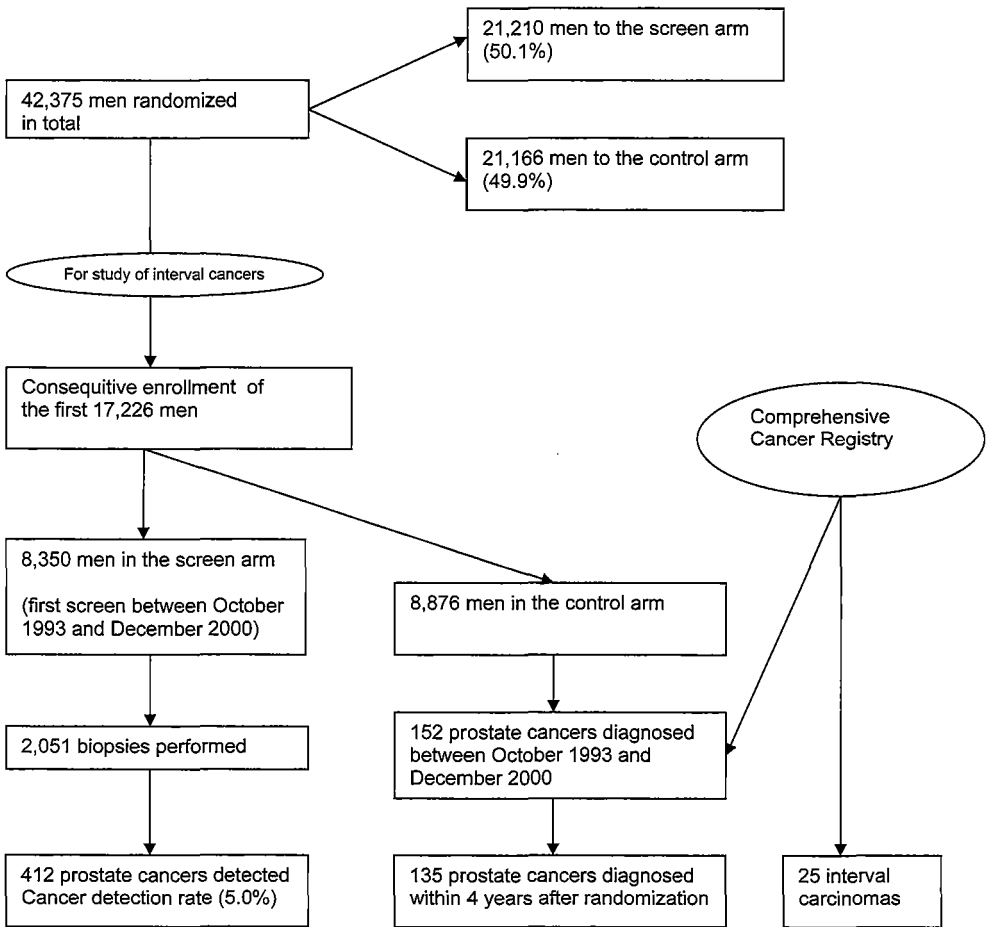 21,210 men to the screen arm
(50.1%)
42,375 men randomized
in total
21,166 men to the control arm
(49.9%)
For study of interval cancers
Consequitive enrollment of
the first 17,226 men
Comprehensive
Cancer Registry
8,350 men in the screen arm
(first screen between October
1993 and December 2000)
8,876 men in the control arm
2,051 biopsies performed
152 prostate cancers diagnosed
between October 1993 and
December 2000
412 prostate cancers detected
Cancer detection rate (5.0%)
135 prostate cancers diagnosed
within 4 years after randomization
25 interval
carcinomas